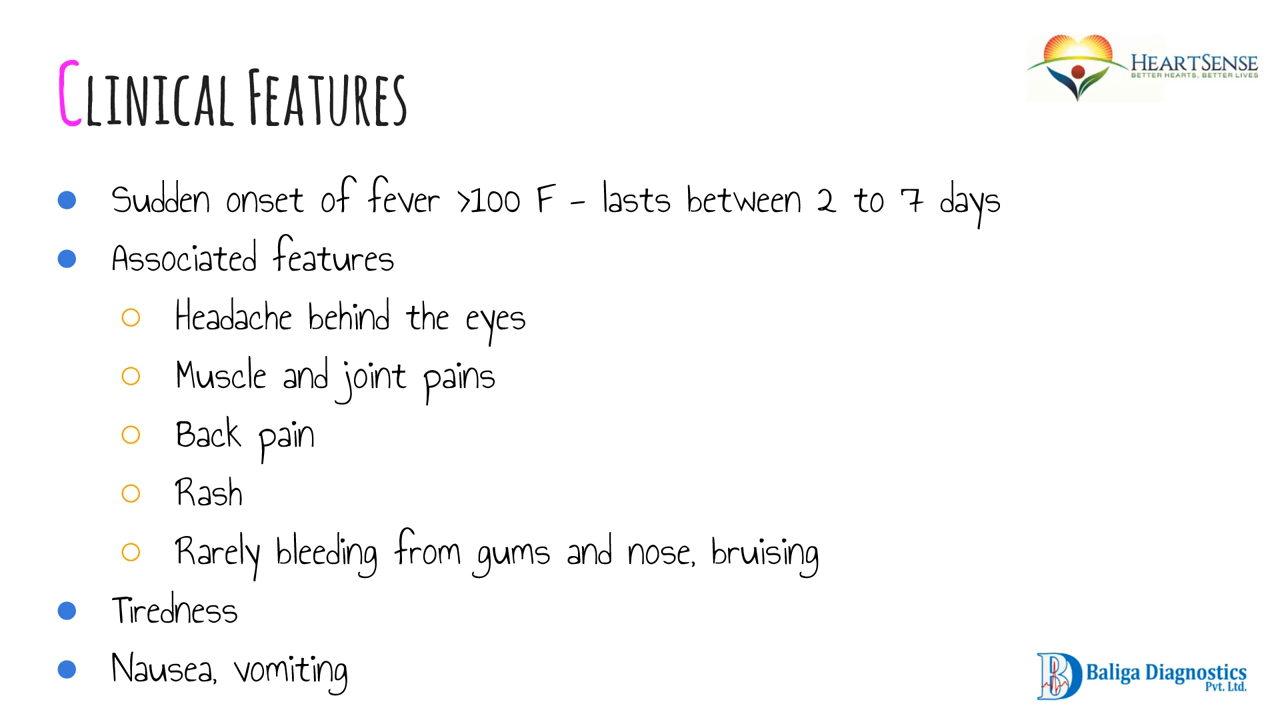 Clinical Features
HeartSense
Better Hearts, Better Lives
Sudden onset of fever >100 F - lasts between 2 to 7 days
Associated features
Headache behind the eyes
Muscle and joint pains
Back pain
Rash
Rarely bleeding from gums and nose, bruising
Tiredness
Nausea, vomiting
Baliga Diagnostics
Pvt. Ltd.